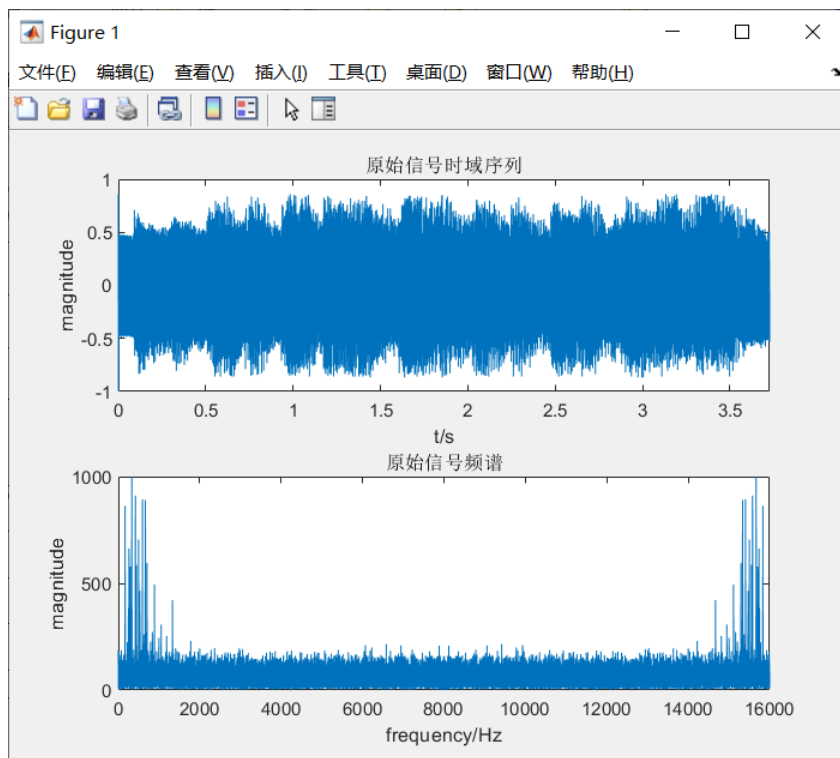 Figure 1
文件(F) 编辑(E) 查看(V) 插入(I) 工具(T) 桌面(D) 窗口(W) 帮助(H)
原始信号时域序列
1
0.5
0
-0.5
-1
magnitude
0 0.5 1 1.5 2 2.5 3 3.5
t/s
原始信号频谱
1000
500
0
magnitude
0 2000 4000 6000 8000 10000 12000 14000 16000
frequency/Hz